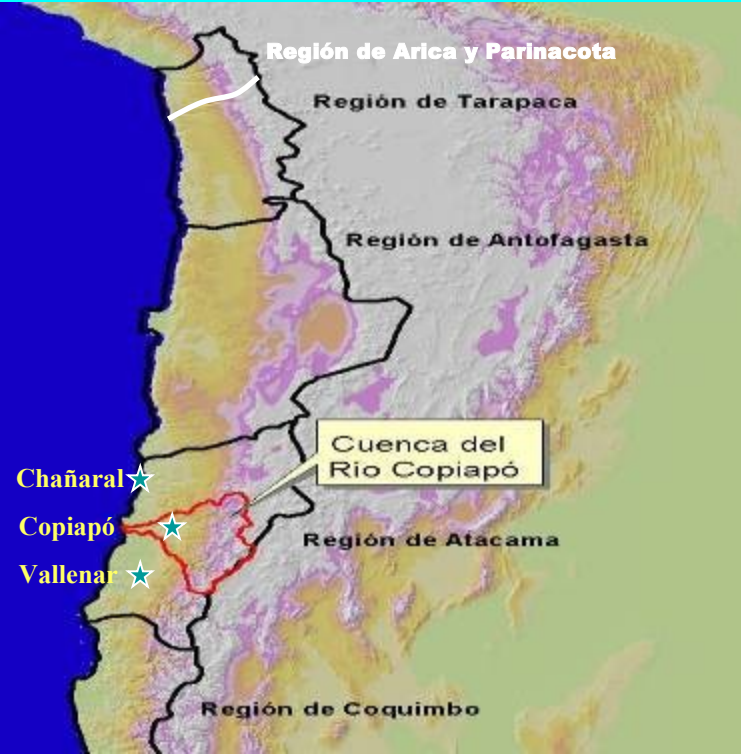 Región de Arica y Parinacota
Región de Tarapaca
Región de Antofagasta
Cuenca del
Río Copiapó
Chañaral
Copiapó
Región de Atacama
Vallenar
Región de Coquimbo